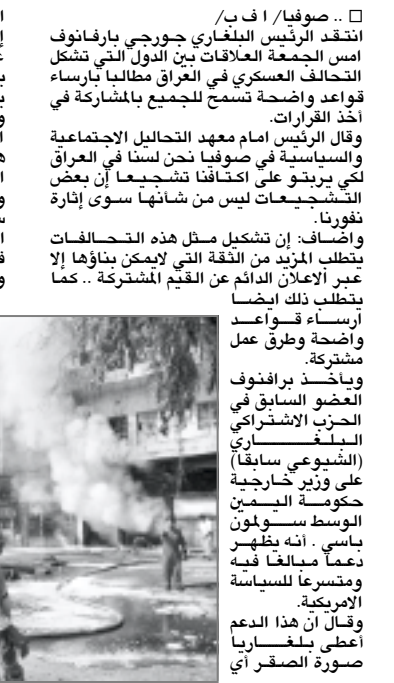 □ .. صوفيا/ ا ف ب/
انتقد الرئيس البلغاري جورجي بارفانوف
امس الجمعة العلاقات بين الدول التي تشكل
التحالف العسكري في العراق مطالبا بارساء
قواعد واضحة تسمح للجميع بالمشاركة في
أخذ القرارات.
وقال الرئيس امام معهد التحاليل الاجتماعية
والسياسية في صوفيا نحن لسنا في العراق
لكي يربتو على اكتافنا تشجيعا إن بعض
التشجيعات ليس من شأنها سوى إثارة
نفورنا.
واضاف: إن تشكيل مثل هذه التحالفات
يتطلب المزيد من الثقة التي لايمكن بناؤها إلا
عبر الاعلان الدائم عن القيم المشتركة .. كما
يتطلب ذلك ايضا
ارساء قواعد
واضحة وطرق عمل
مشتركة.
ويأخذ برافنوف
العضو السابق في
الحزب الاشتراكي
البلغاري
(الشيوعي سابقا)
على وزير خارجية
حكومة اليمين
الوسط سولمون
باسي . أنه يظهر
دعما مبالغا فيه
ومتسرعا للسياسة
الامريكية.
وقال ان هذا الدعم
أعطى بلغاريا
صورة الصقر أي